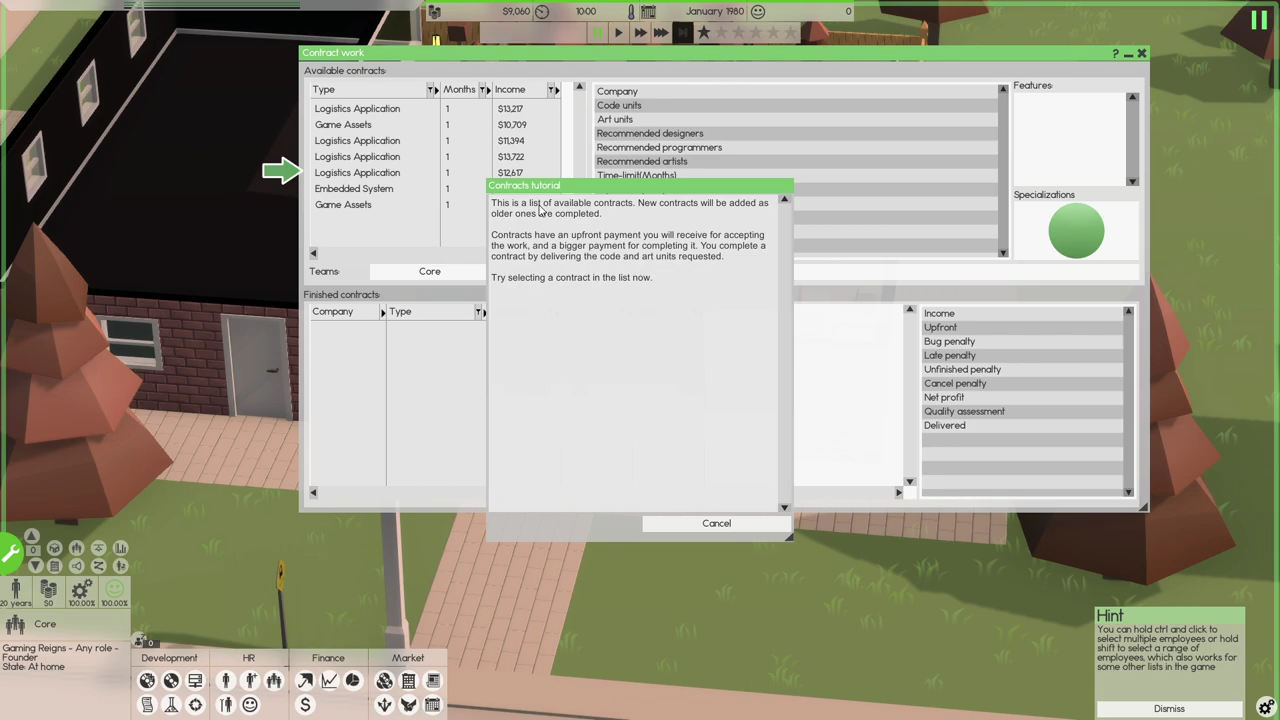 $9,060
1000
January 1980
0
Contract work
?
Available contracts:
Type
Months
Income
Logistics Application 1 $13,217
Game Assets 1 $10,709
Logistics Application 1 $11,394
Logistics Application 1 $13,722
Logistics Application 1 $12,617
Embedded System 1
Game Assets 1
Company
Code units
Art units
Recommended designers
Recommended programmers
Recommended artists
Time-limit(Months)
Features:
Specializations
Teams:
Core
Contracts tutorial
This is a list of available contracts. New contracts will be added as
older ones are completed.
Contracts have an upfront payment you will receive for accepting
the work, and a bigger payment for completing it. You complete a
contract by delivering the code and art units requested.
Try selecting a contract in the list now.
Cancel
Finished contracts:
Company
Type
Income
Upfront
Bug penalty
Late penalty
Unfinished penalty
Cancel penalty
Net profit
Quality assessment
Delivered
0
20 years
$0
100.00%
100.00%
Core
Gaming Reigns - Any role -
Founder
State: At home
0
Development
HR
Finance
Market
Hint
You can hold ctrl and click to
select multiple employees or hold
shift to select a range of
employees, which also works for
some other lists in the game
Dismiss